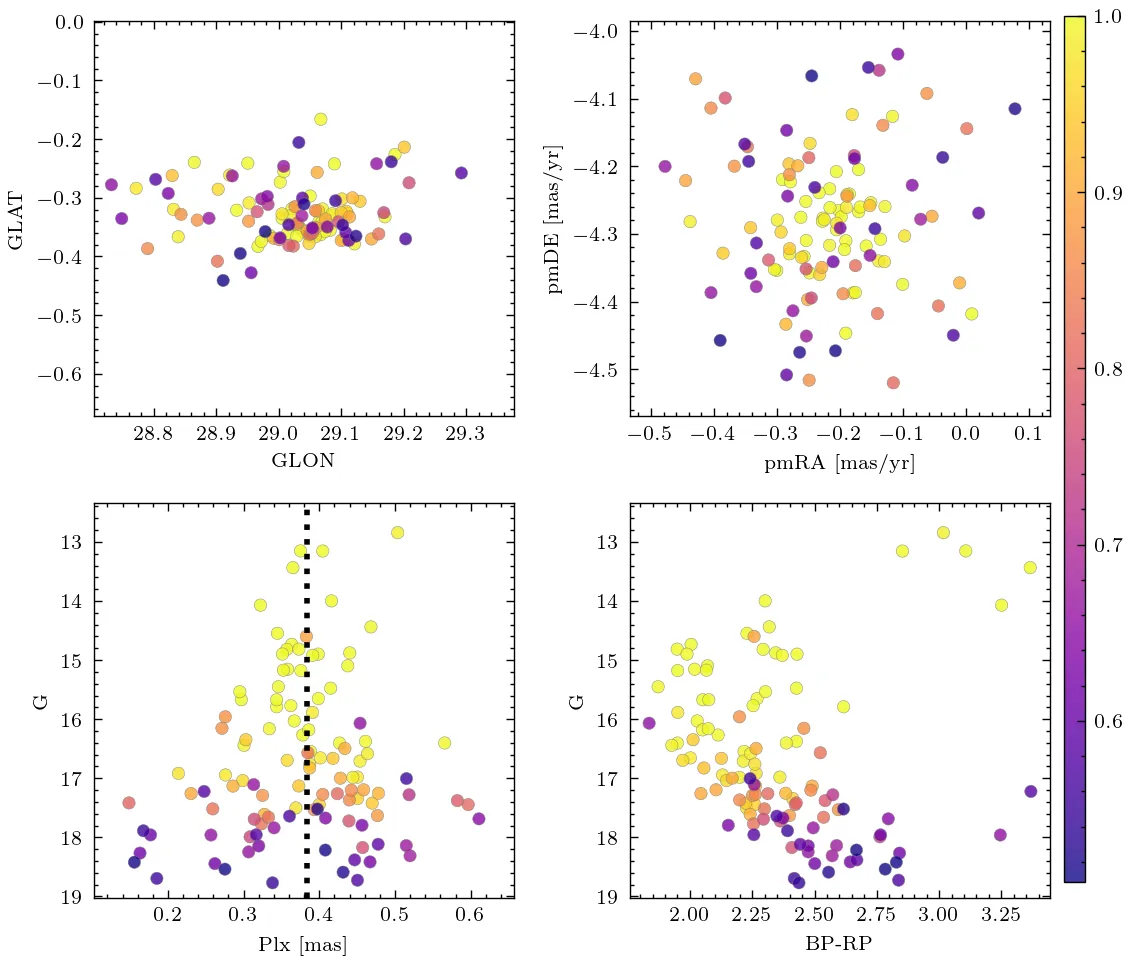 0.0
−0.1
−0.2
−0.3
−0.4
−0.5
−0.6
GLAT
28.8 28.9 29.0 29.1 29.2 29.3
GLON
−4.0
−4.1
−4.2
−4.3
−4.4
−4.5
pmDE [mas/yr]
−0.5 −0.4 −0.3 −0.2 −0.1 0.0 0.1
pmRA [mas/yr]
1.0
0.9
0.8
0.7
0.6
13
14
15
16
17
18
19
G
0.2 0.3 0.4 0.5 0.6
Plx [mas]
13
14
15
16
17
18
19
G
2.00 2.25 2.50 2.75 3.00 3.25
BP-RP